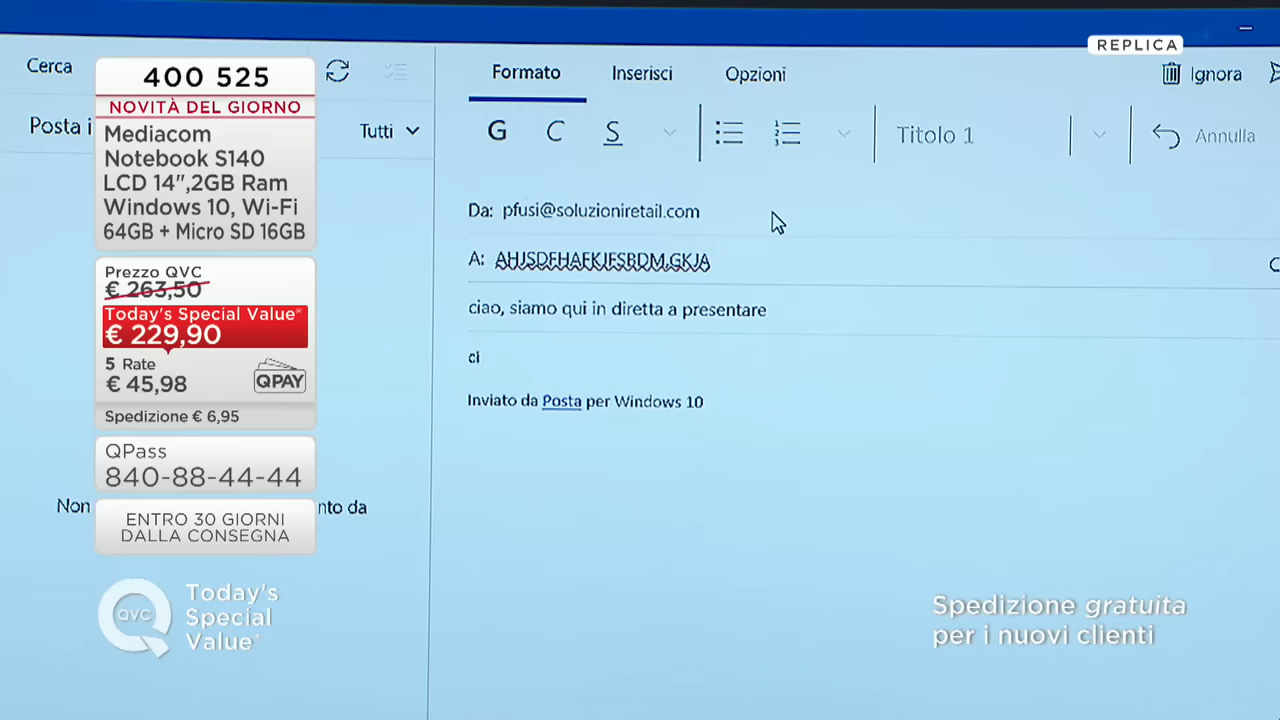 REPLICA
Cerca
Formato
Inserisci
Opzioni
Ignora
Posta i
Tutti
G C S
Titolo 1
Annulla
Da: pfusi@soluzioniretail.com
A: AHJSDFHAFKJFSBDM,GKJA
ciao, siamo qui in diretta a presentare
ci
Inviato da Posta per Windows 10
Non
nto da
400 525
NOVITÀ DEL GIORNO
Mediacom
Notebook S140
LCD 14",2GB Ram
Windows 10, Wi-Fi
64GB + Micro SD 16GB
Prezzo QVC
€ 263,50
Today's Special Value
€ 229,90
5 Rate
€ 45,98
QPAY
Spedizione € 6,95
QPass
840-88-44-44
ENTRO 30 GIORNI
DALLA CONSEGNA
QVC
Today's
Special
Value
Spedizione gratuita
per i nuovi clienti